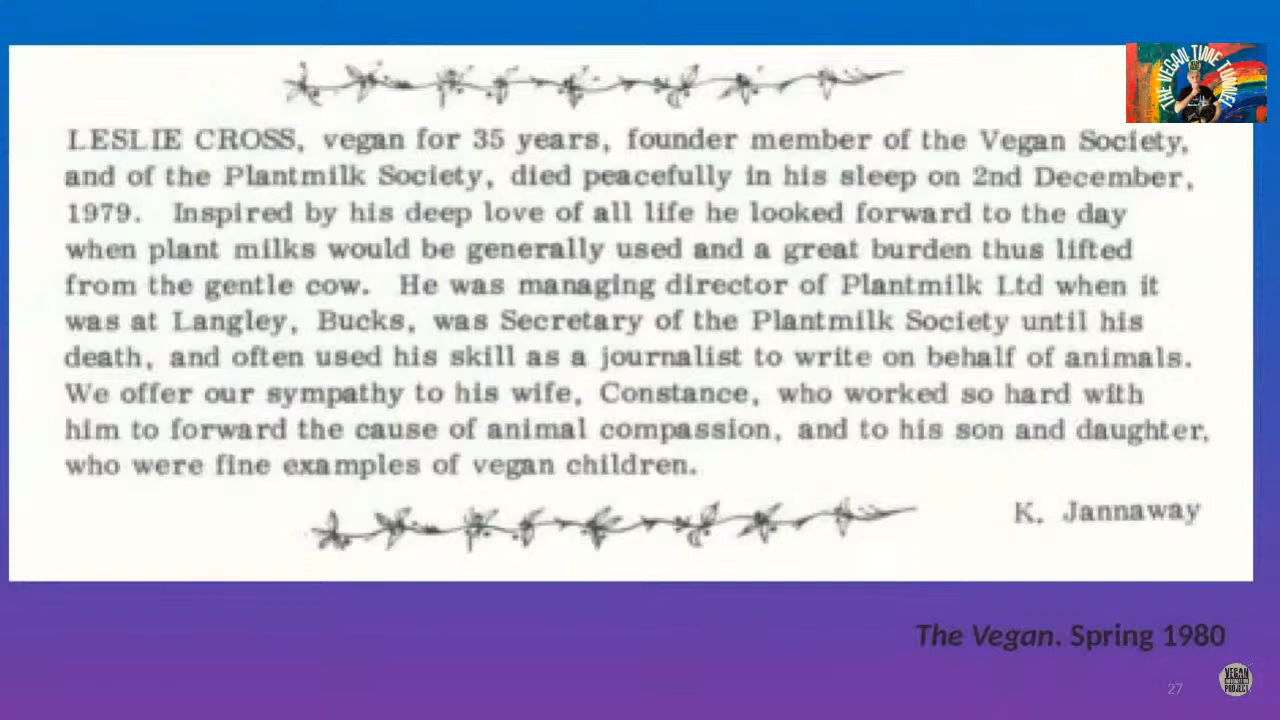 THE VEGAN TIME TUNNEL
LESLIE CROSS, vegan for 35 years, founder member of the Vegan Society,
and of the Plantmilk Society, died peacefully in his sleep on 2nd December,
1979. Inspired by his deep love of all life he looked forward to the day
when plant milks would be generally used and a great burden thus lifted
from the gentle cow. He was managing director of Plantmilk Ltd when it
was at Langley, Bucks, was Secretary of the Plantmilk Society until his
death, and often used his skill as a journalist to write on behalf of animals.
We offer our sympathy to his wife, Constance, who worked so hard with
him to forward the cause of animal compassion, and to his son and daughter,
who were fine examples of vegan children.
K. Jannaway
The Vegan. Spring 1980
27
VEGAN
PROJECT